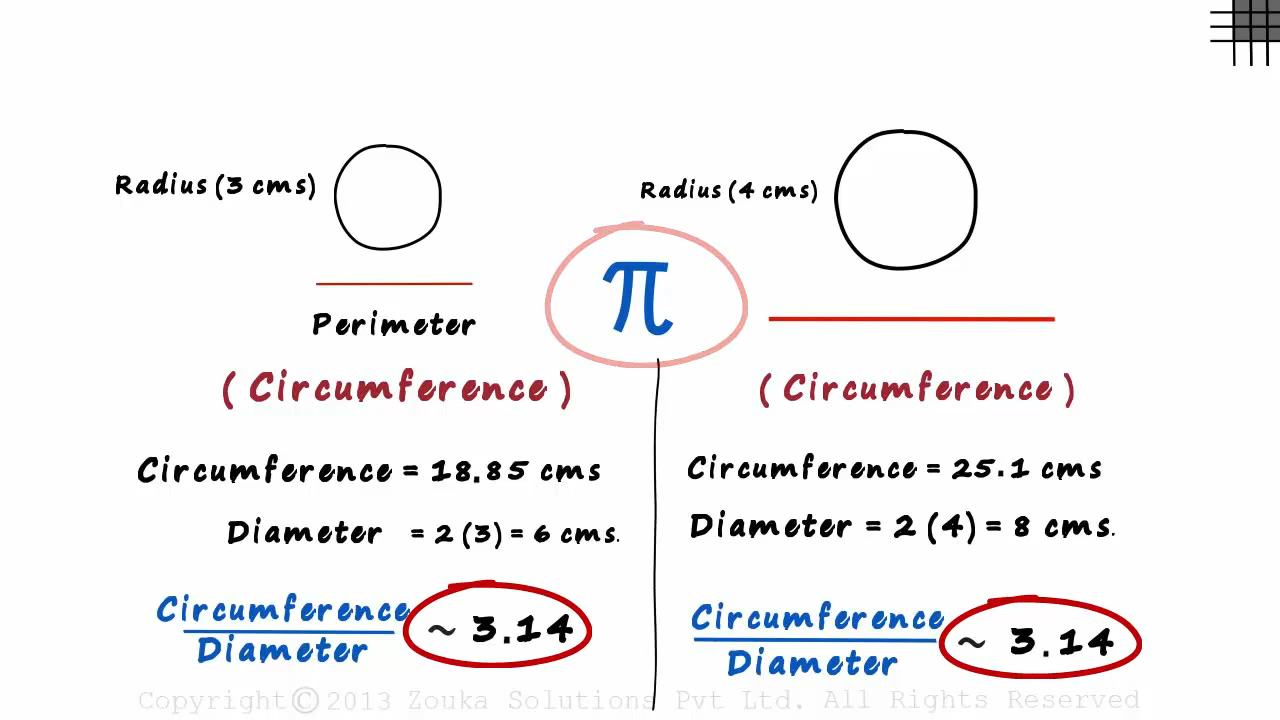 Radius (3 cms)
Perimeter
( Circumference )
Circumference = 18.85 cms
Diameter = 2 (3) = 6 cms.
Circumference
Diameter
~ 3.14
π
Radius (4 cms)
( Circumference )
Circumference = 25.1 cms
Diameter = 2 (4) = 8 cms.
Circumference
Diameter
~ 3.14
Copyright © 2013 Zouka Solutions Pvt Ltd. All Rights Reserved